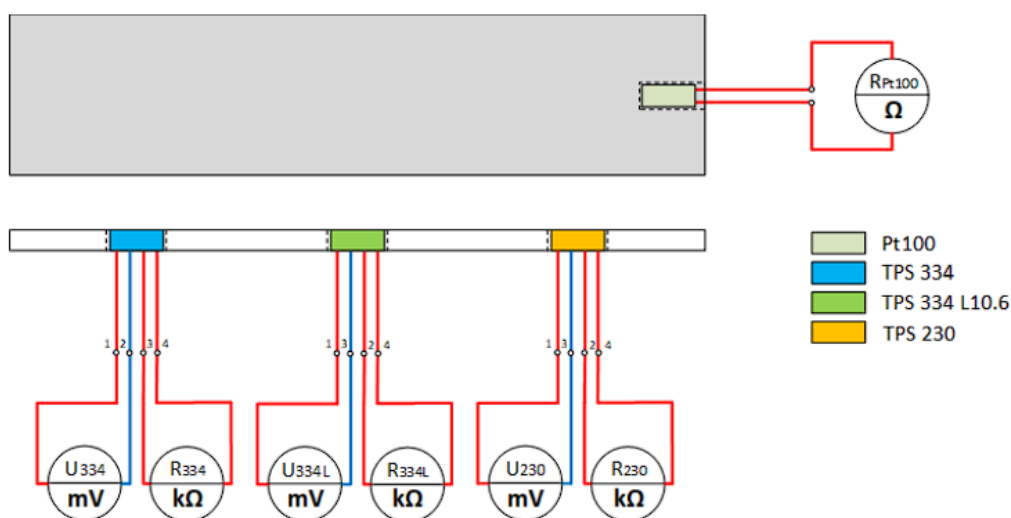 RPt100
Ω
Pt100
TPS 334
TPS 334 L10.6
TPS 230
1 2 3 4
1 3 2 4
1 3 2 4
U334
mV
R334
kΩ
U334L
mV
R334L
kΩ
U230
mV
R230
kΩ